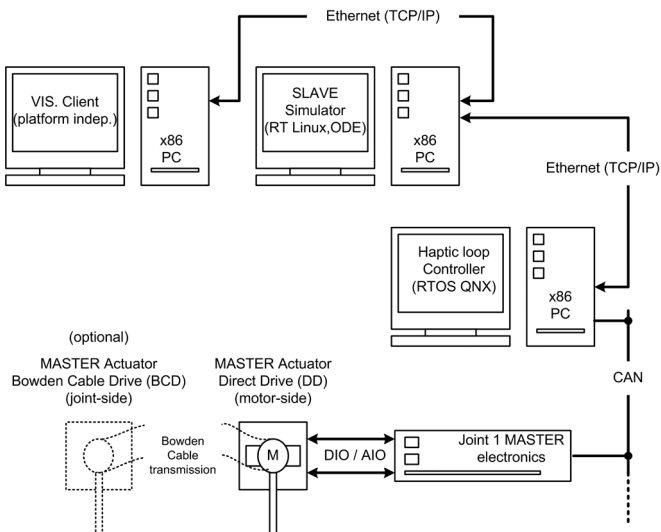 Ethernet (TCP/IP)
VIS. Client
(platform indep.)
x86
PC
SLAVE
Simulator
(RT Linux,ODE)
x86
PC
Ethernet (TCP/IP)
Haptic loop
Controller
(RTOS QNX)
x86
PC
CAN
(optional)
MASTER Actuator
Bowden Cable Drive (BCD)
(joint-side)
MASTER Actuator
Direct Drive (DD)
(motor-side)
Bowden
Cable
transmission
M
DIO / AIO
Joint 1 MASTER
electronics